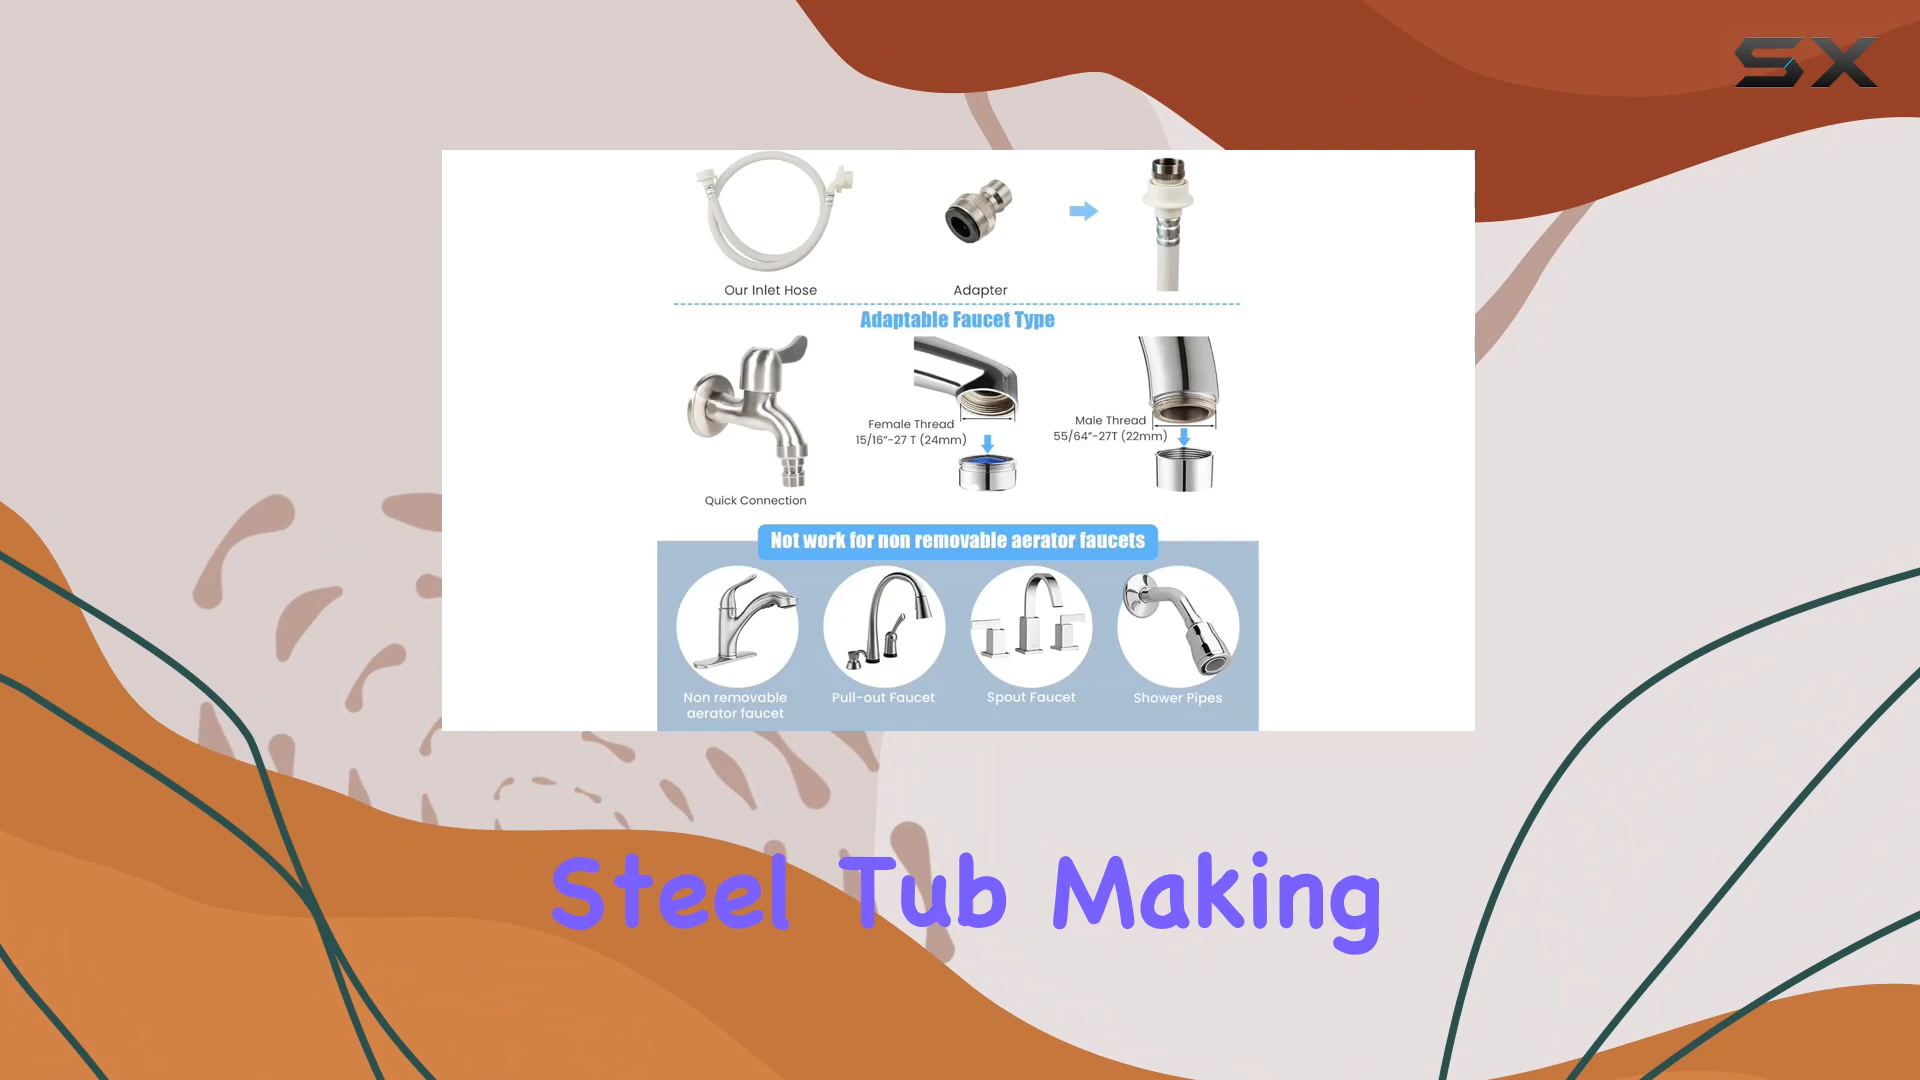 SX
Our Inlet Hose
Adapter
Adaptable Faucet Type
Female Thread
15/16"-27 T (24mm)
Male Thread
55/64"-27T (22mm)
Quick Connection
Not work for non removable aerator faucets
Non removable
aerator faucet
Pull-out Faucet
Spout Faucet
Shower Pipes
Steel Tub Making